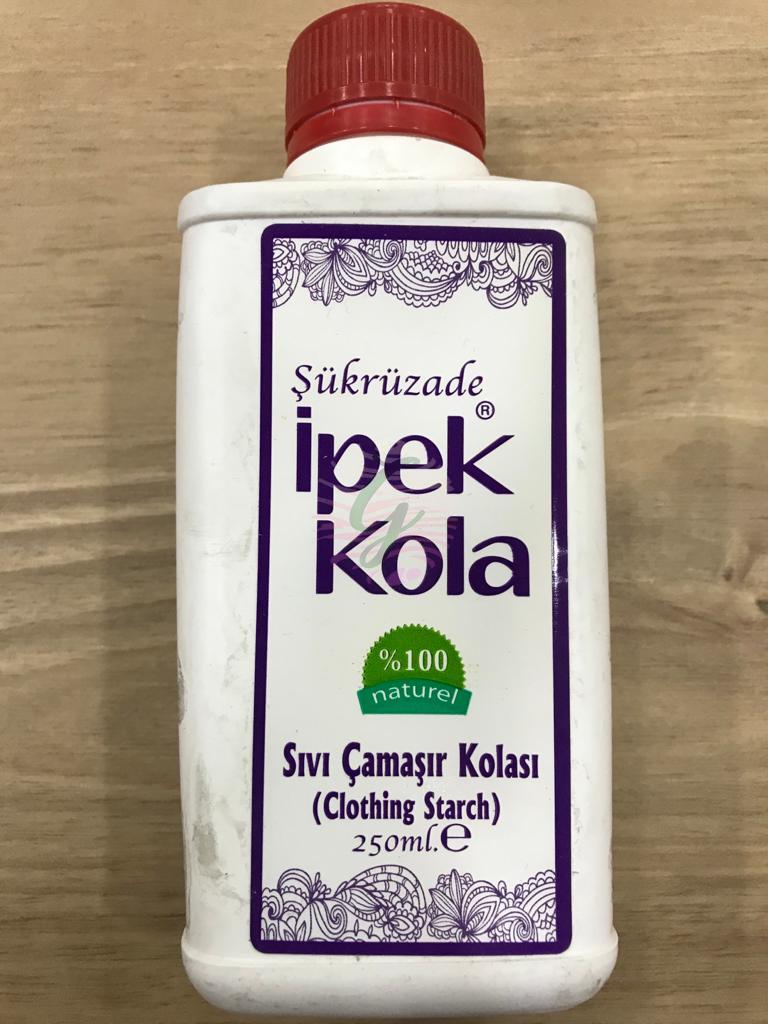 Şükrüzade
İpek®
Kola
%100
naturel
Sıvı Çamaşır Kolası
(Clothing Starch)
250ml.e